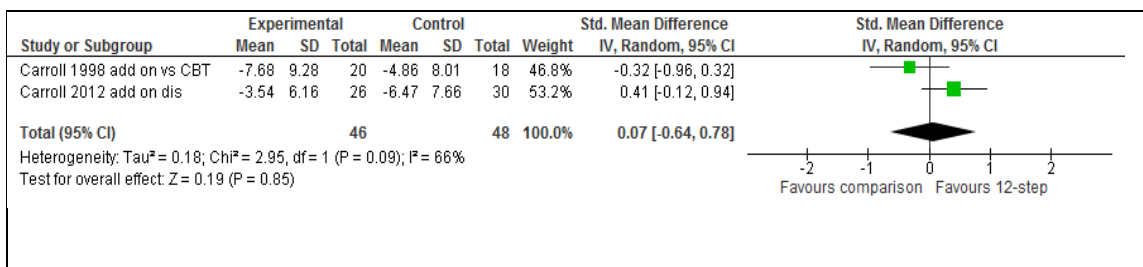 Experimental Control Std. Mean Difference Std. Mean Difference
Study or Subgroup Mean SD Total Mean SD Total Weight IV, Random, 95% CI IV, Random, 95% CI
Carroll 1998 add on vs CBT -7.68 9.28 20 -4.86 8.01 18 46.8% -0.32 [-0.96, 0.32]
Carroll 2012 add on dis -3.54 6.16 26 -6.47 7.66 30 53.2% 0.41 [-0.12, 0.94]
Total (95% CI) 46 48 100.0% 0.07 [-0.64, 0.78]
Heterogeneity: Tau² = 0.18; Chi² = 2.95, df = 1 (P = 0.09); I² = 66%
Test for overall effect: Z = 0.19 (P = 0.85)
-2 -1 0 1 2
Favours comparison Favours 12-step